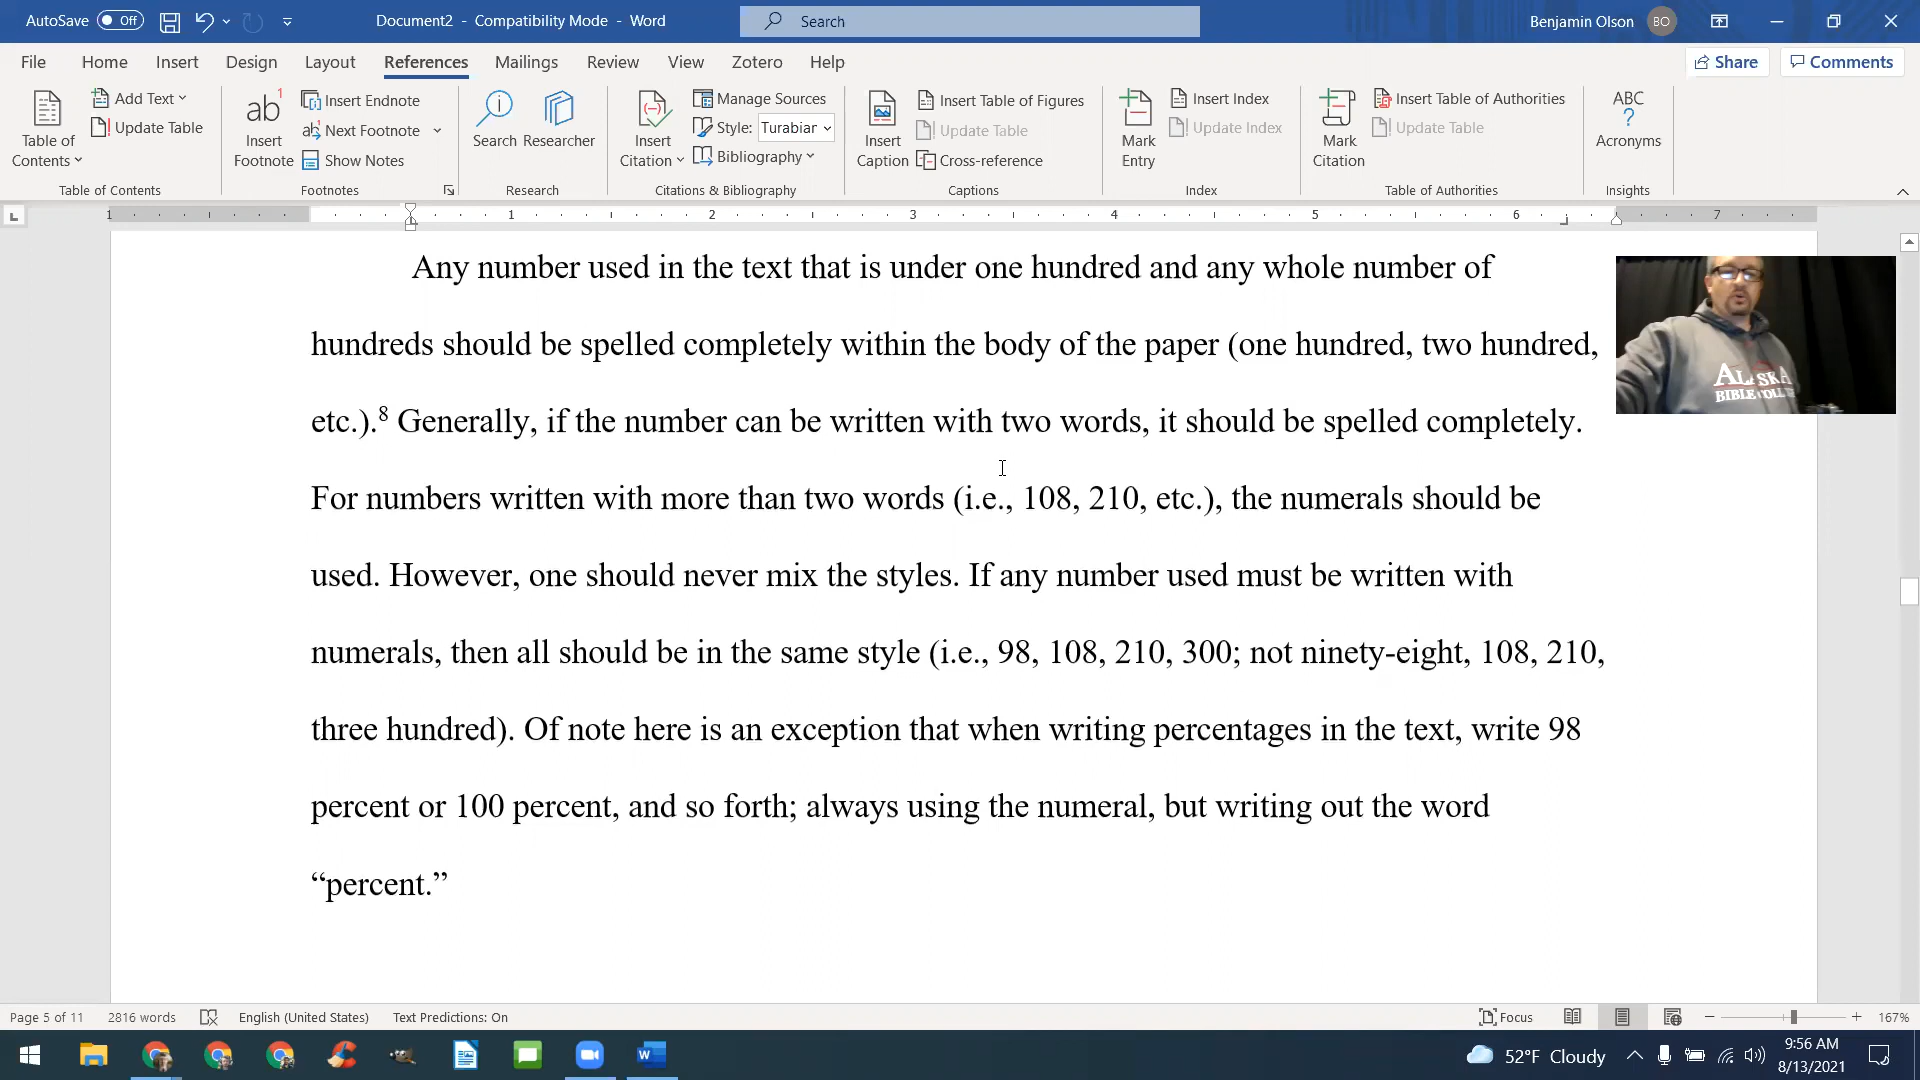 AutoSave Off Document2 - Compatibility Mode - Word Search Benjamin Olson BO
File Home Insert Design Layout References Mailings Review View Zotero Help Share Comments
Table of Contents
Add Text
Update Table
Table of Contents
ab1
Insert Footnote
Insert Endnote
Next Footnote
Show Notes
Footnotes
Search
Researcher
Research
Insert Citation
Manage Sources
Style: Turabian
Bibliography
Citations & Bibliography
Insert Caption
Insert Table of Figures
Update Table
Cross-reference
Captions
Mark Entry
Insert Index
Update Index
Index
Mark Citation
Insert Table of Authorities
Update Table
Table of Authorities
ABC
?
Acronyms
Insights
L 1 1 2 3 4 5 6 7
Any number used in the text that is under one hundred and any whole number of
hundreds should be spelled completely within the body of the paper (one hundred, two hundred,
etc.).8 Generally, if the number can be written with two words, it should be spelled completely.
For numbers written with more than two words (i.e., 108, 210, etc.), the numerals should be
used. However, one should never mix the styles. If any number used must be written with
numerals, then all should be in the same style (i.e., 98, 108, 210, 300; not ninety-eight, 108, 210,
three hundred). Of note here is an exception that when writing percentages in the text, write 98
percent or 100 percent, and so forth; always using the numeral, but writing out the word
“percent.”
ALASKA
BIBLE COLLEGE
Page 5 of 11 2816 words English (United States) Text Predictions: On Focus 167%
52°F Cloudy
9:56 AM
8/13/2021